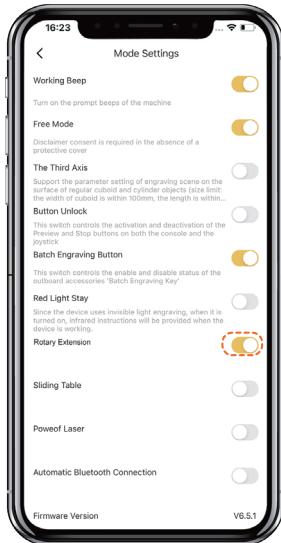 16:23
Mode Settings
Working Beep
Turn on the prompt beeps of the machine
Free Mode
Disclaimer consent is required in the absence of a
protective cover
The Third Axis
Support the parameter setting of engraving scene on the
surface of regular cuboid and cylinder objects (size limit:
the width of cuboid is within 100mm, the length is within...
Button Unlock
This switch controls the activation and deactivation of the
Preview and Stop buttons on both the console and the
joystick
Batch Engraving Button
This switch controls the enable and disable status of the
outboard accessories 'Batch Engraving Key'
Red Light Stay
Since the device uses invisible light engraving, when it is
turned on, infrared instructions will be provided when the
device is working.
Rotary Extension
Sliding Table
Poweof Laser
Automatic Bluetooth Connection
Firmware Version V6.5.1